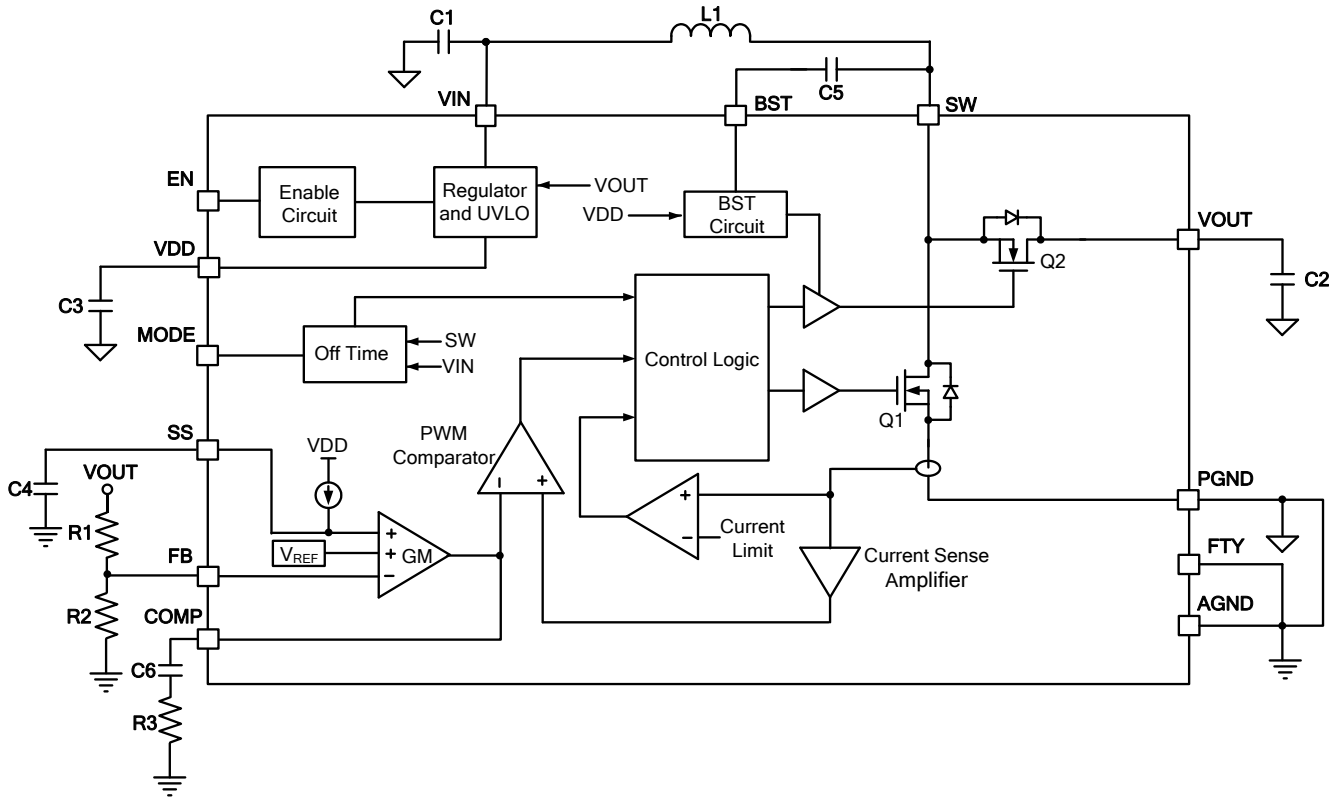 C1
L1
C5
VIN
BST
SW
EN
Enable
Circuit
Regulator
and UVLO
VOUT
VDD
BST
Circuit
VOUT
VDD
Q2
C3
C2
MODE
Off Time
SW
VIN
Control Logic
Q1
SS
VDD
PWM
Comparator
C4
VOUT
R1
+
VREF
+
GM
−
I
+
+
−
Current
Limit
Current Sense
Amplifier
PGND
FTY
FB
R2
COMP
AGND
C6
R3